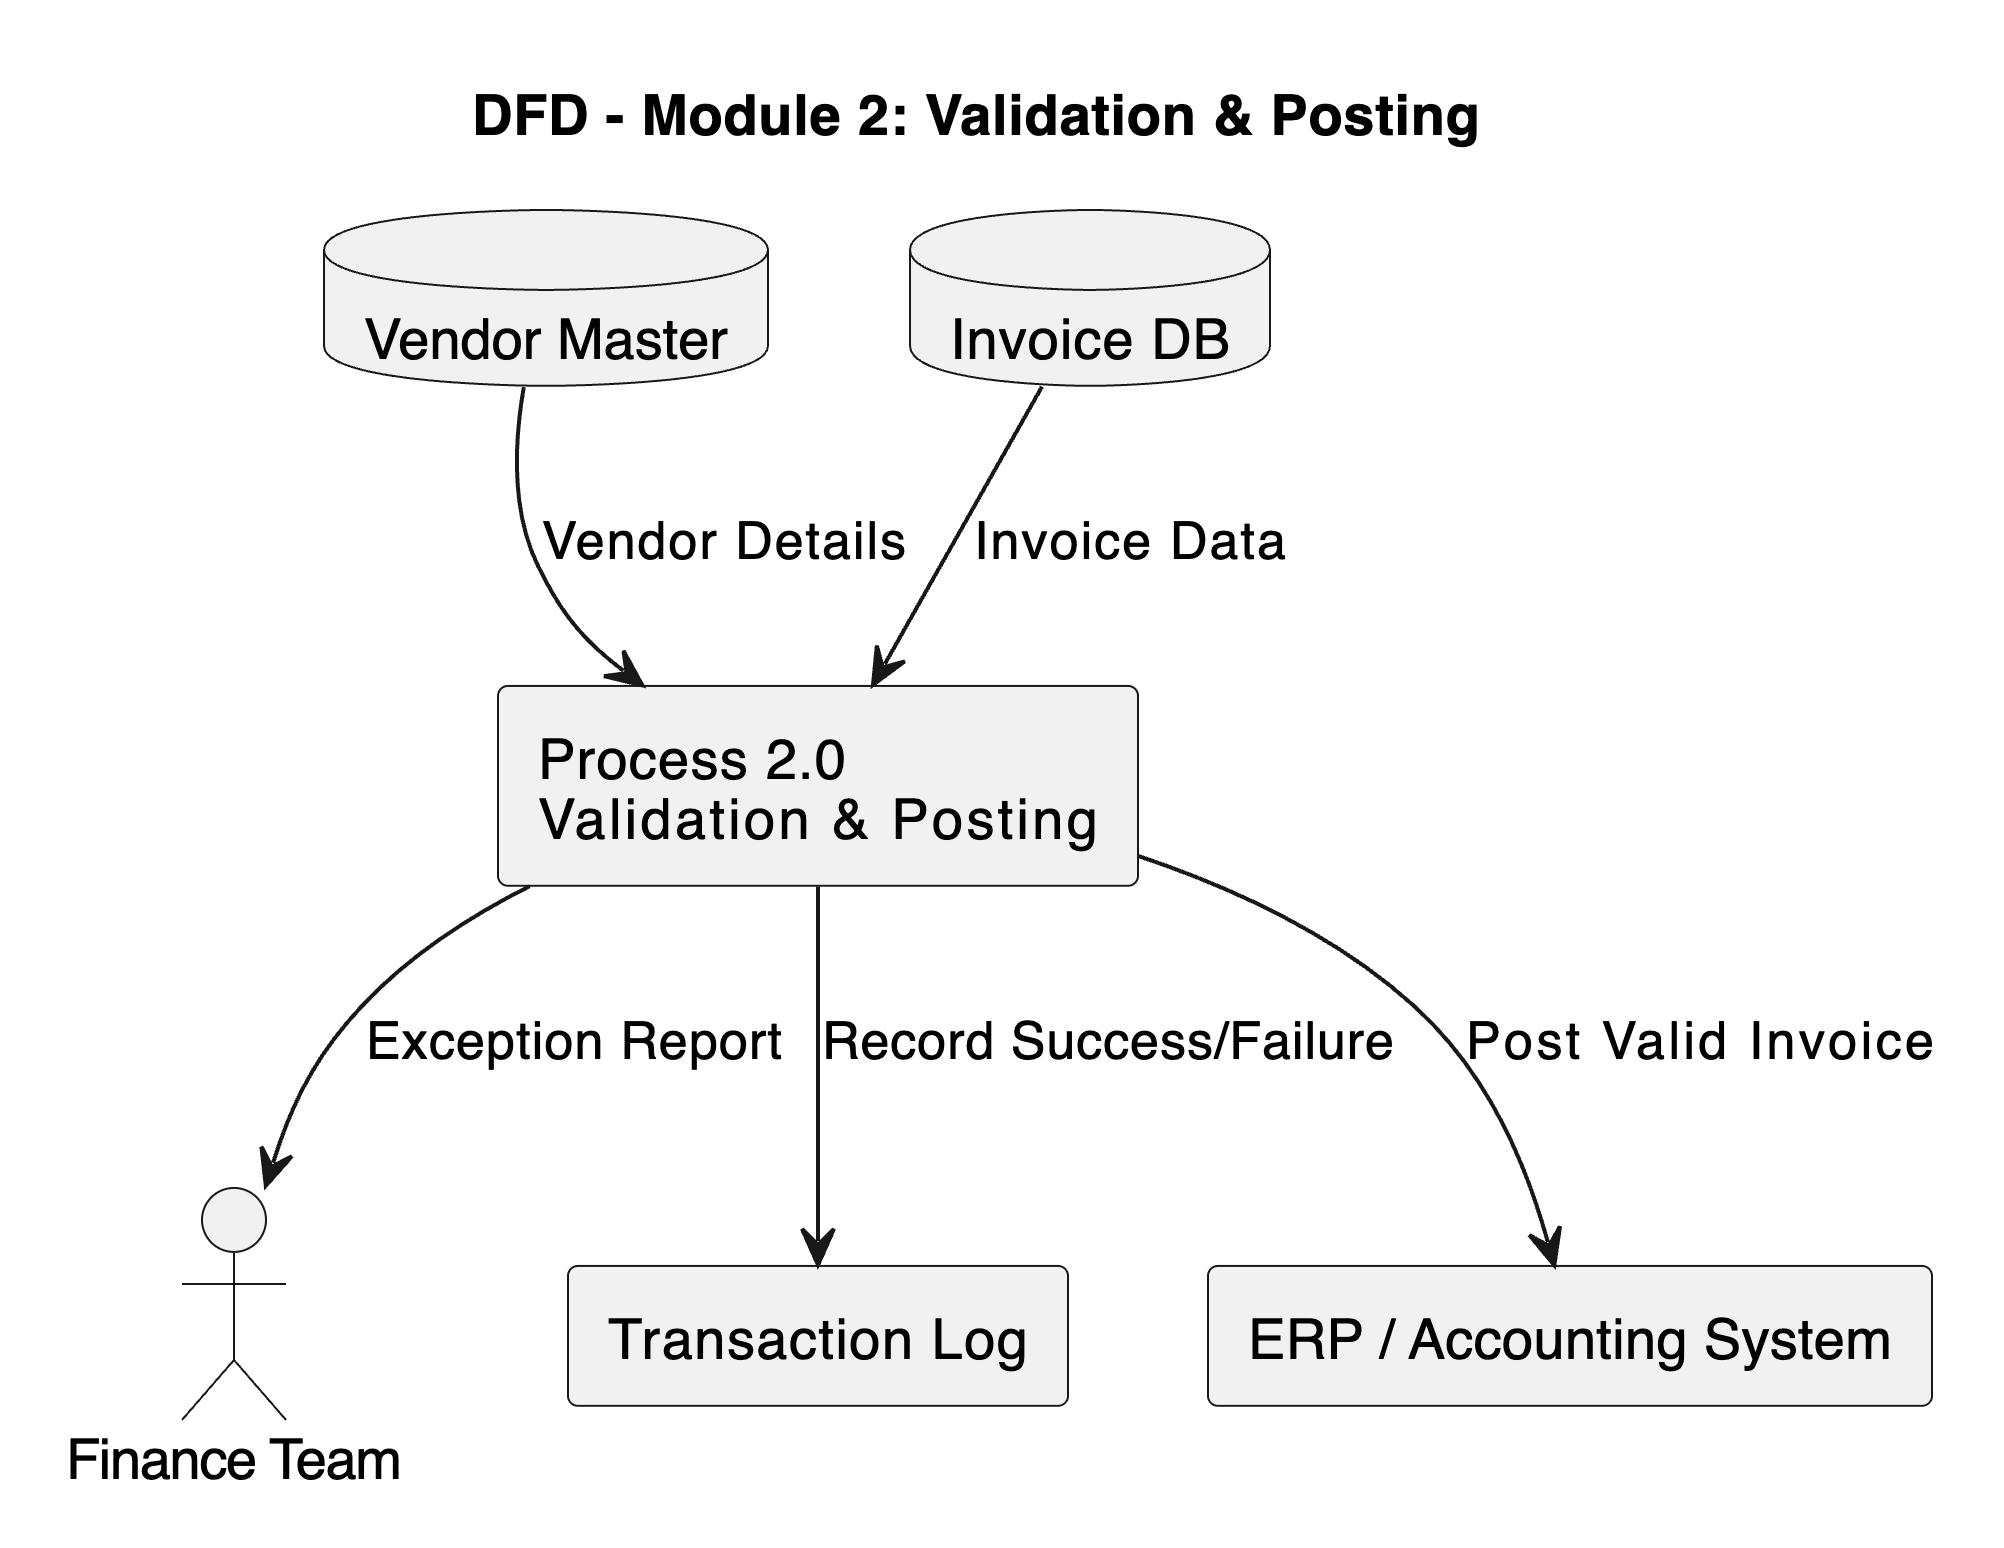 DFD - Module 2: Validation & Posting
Vendor Master
Invoice DB
Vendor Details
Invoice Data
Process 2.0
Validation & Posting
Exception Report
Record Success/Failure
Post Valid Invoice
Transaction Log
ERP / Accounting System
Finance Team